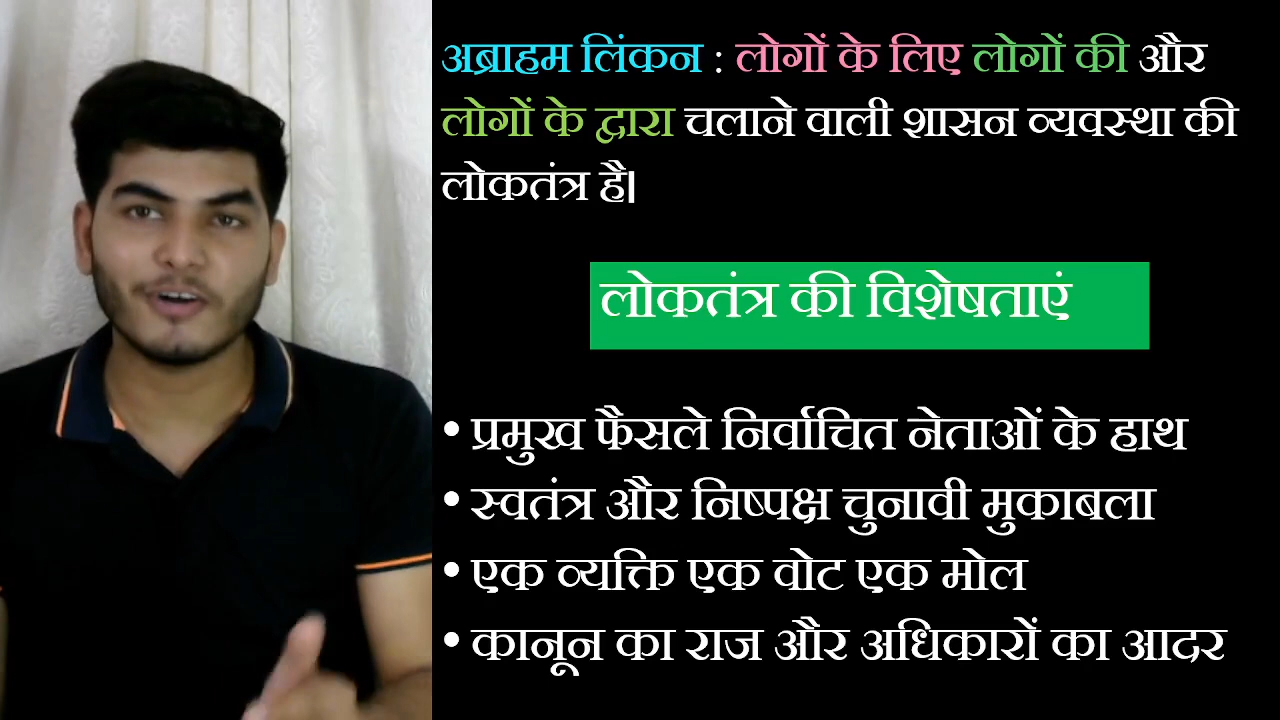 अब्राहम लिंकन : लोगों के लिए लोगों की और
लोगों के द्वारा चलाने वाली शासन व्यवस्था की
लोकतंत्र है।
लोकतंत्र की विशेषताएं
• प्रमुख फैसले निर्वाचित नेताओं के हाथ
• स्वतंत्र और निष्पक्ष चुनावी मुकाबला
• एक व्यक्ति एक वोट एक मोल
• कानून का राज और अधिकारों का आदर